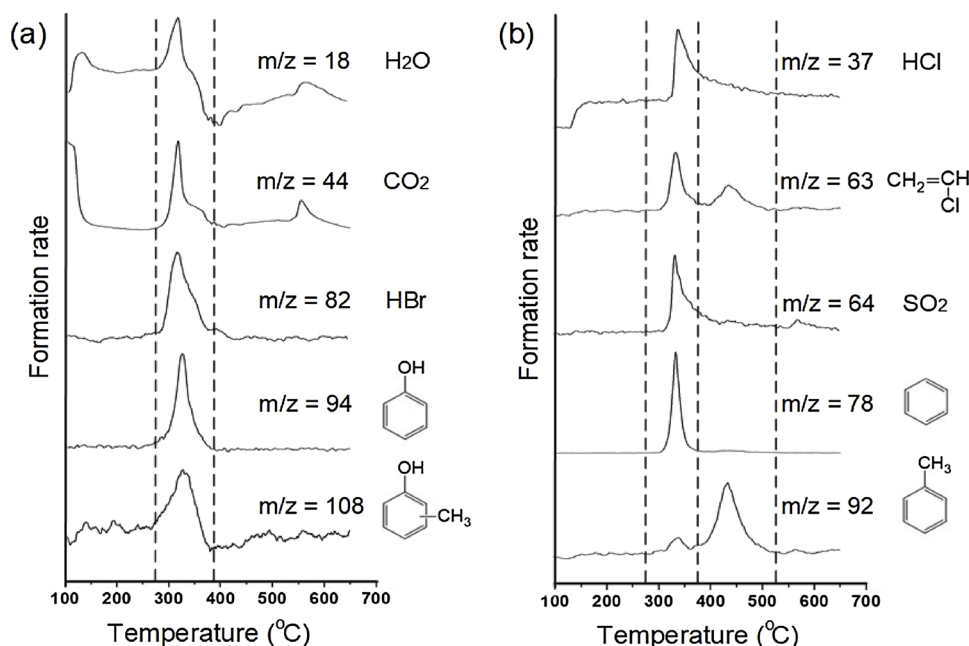 (a)
m/z = 18 H2O
m/z = 44 CO2
m/z = 82 HBr
m/z = 94
OH
m/z = 108
OH
CH3
Formation rate
100 200 300 400 500 600 700
Temperature (oC)
(b)
m/z = 37 HCl
m/z = 63 CH2=CH
Cl
m/z = 64 SO2
m/z = 78
m/z = 92
CH3
Formation rate
100 200 300 400 500 600 700
Temperature (oC)